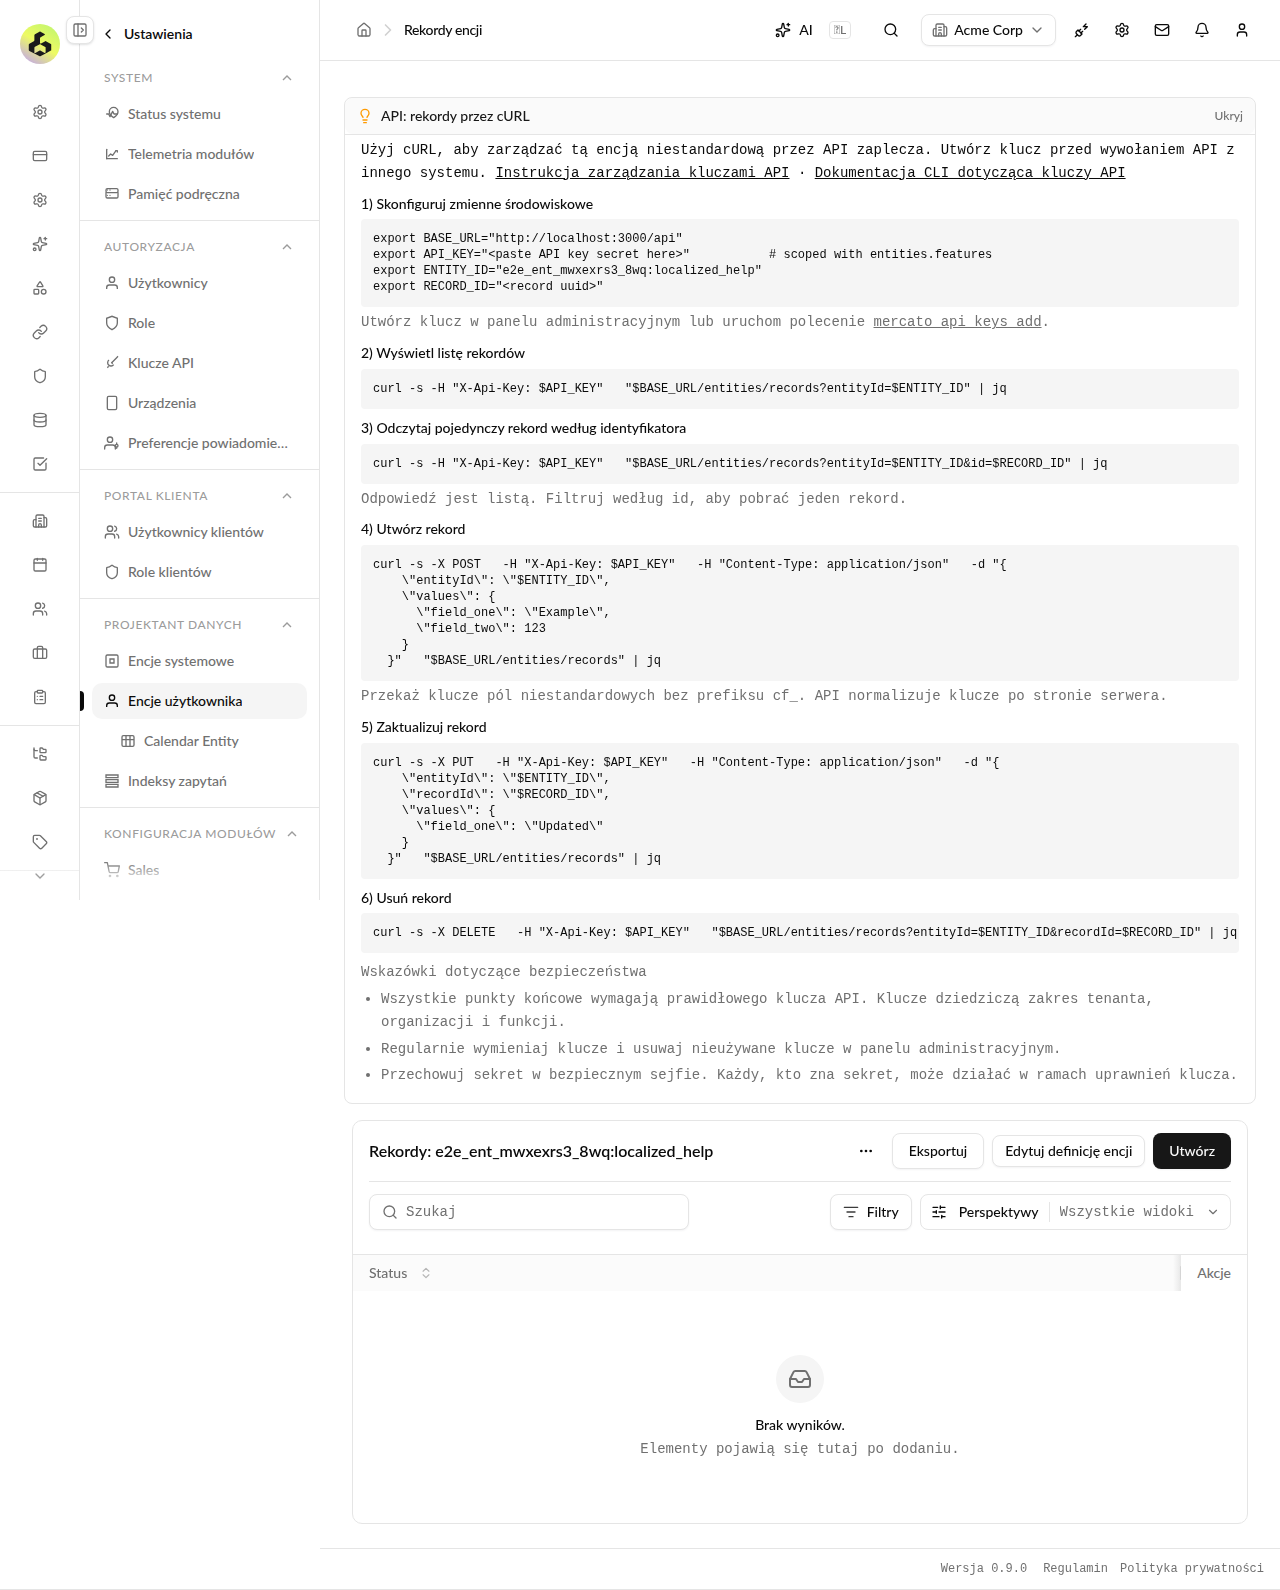 Ustawienia
SYSTEM
Status systemu
Telemetria modułów
Pamięć podręczna
AUTORYZACJA
Użytkownicy
Role
Klucze API
Urządzenia
Preferencje powiadomie...
PORTAL KLIENTA
Użytkownicy klientów
Role klientów
PROJEKTANT DANYCH
Encje systemowe
Encje użytkownika
Calendar Entity
Indeksy zapytań
KONFIGURACJA MODUŁÓW
Sales
Rekordy encji
AI
L
Acme Corp
API: rekordy przez cURL
Ukryj
Użyj cURL, aby zarządzać tą encją niestandardową przez API zaplecza. Utwórz klucz przed wywołaniem API z
innego systemu. Instrukcja zarządzania kluczami API · Dokumentacja CLI dotycząca kluczy API
1) Skonfiguruj zmienne środowiskowe
export BASE_URL="http://localhost:3000/api"
export API_KEY="<paste API key secret here>"           # scoped with entities.features
export ENTITY_ID="e2e_ent_mwxexrs3_8wq:localized_help"
export RECORD_ID="<record uuid>"
Utwórz klucz w panelu administracyjnym lub uruchom polecenie mercato api keys add.
2) Wyświetl listę rekordów
curl -s -H "X-Api-Key: $API_KEY"   "$BASE_URL/entities/records?entityId=$ENTITY_ID" | jq
3) Odczytaj pojedynczy rekord według identyfikatora
curl -s -H "X-Api-Key: $API_KEY"   "$BASE_URL/entities/records?entityId=$ENTITY_ID&id=$RECORD_ID" | jq
Odpowiedź jest listą. Filtruj według id, aby pobrać jeden rekord.
4) Utwórz rekord
curl -s -X POST   -H "X-Api-Key: $API_KEY"   -H "Content-Type: application/json"   -d "{
    \"entityId\": \"$ENTITY_ID\",
    \"values\": {
      \"field_one\": \"Example\",
      \"field_two\": 123
    }
  }"   "$BASE_URL/entities/records" | jq
Przekaż klucze pól niestandardowych bez prefiksu cf_. API normalizuje klucze po stronie serwera.
5) Zaktualizuj rekord
curl -s -X PUT   -H "X-Api-Key: $API_KEY"   -H "Content-Type: application/json"   -d "{
    \"entityId\": \"$ENTITY_ID\",
    \"recordId\": \"$RECORD_ID\",
    \"values\": {
      \"field_one\": \"Updated\"
    }
  }"   "$BASE_URL/entities/records" | jq
6) Usuń rekord
curl -s -X DELETE   -H "X-Api-Key: $API_KEY"   "$BASE_URL/entities/records?entityId=$ENTITY_ID&recordId=$RECORD_ID" | jq
Wskazówki dotyczące bezpieczeństwa
• Wszystkie punkty końcowe wymagają prawidłowego klucza API. Klucze dziedziczą zakres tenanta,
organizacji i funkcji.
• Regularnie wymieniaj klucze i usuwaj nieużywane klucze w panelu administracyjnym.
• Przechowuj sekret w bezpiecznym sejfie. Każdy, kto zna sekret, może działać w ramach uprawnień klucza.
Rekordy: e2e_ent_mwxexrs3_8wq:localized_help
Eksportuj
Edytuj definicję encji
Utwórz
Szukaj
Filtry
Perspektywy
Wszystkie widoki
Status
Akcje
Brak wyników.
Elementy pojawią się tutaj po dodaniu.
Wersja 0.9.0
Regulamin
Polityka prywatności